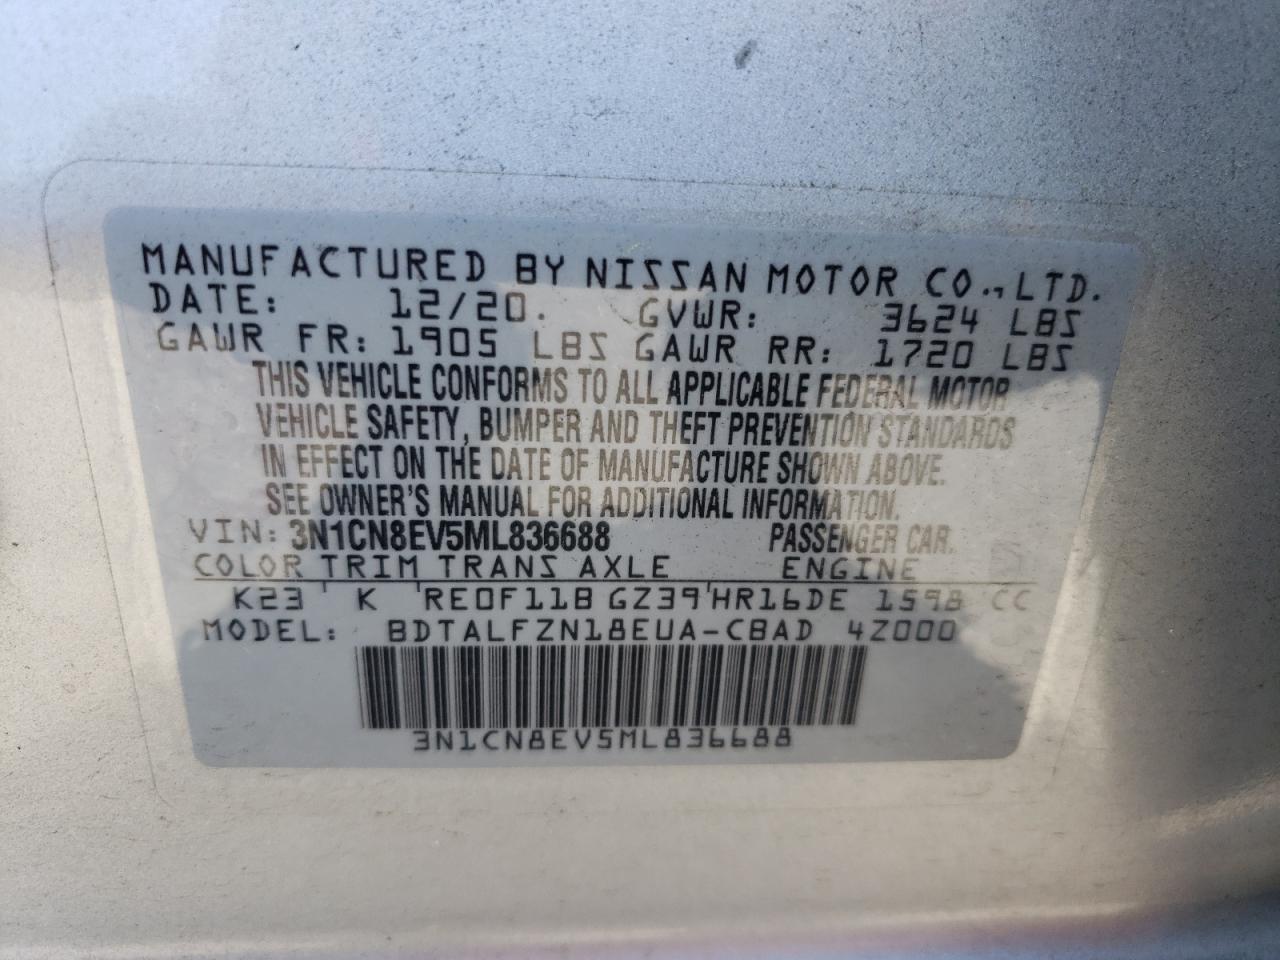 MANUFACTURED BY NISSAN MOTOR CO., LTD.
DATE: 12/20. GVWR: 3624 LBS
GAWR FR: 1905 LBS GAWR RR: 1720 LBS
THIS VEHICLE CONFORMS TO ALL APPLICABLE FEDERAL MOTOR
VEHICLE SAFETY, BUMPER AND THEFT PREVENTION STANDARDS
IN EFFECT ON THE DATE OF MANUFACTURE SHOWN ABOVE.
SEE OWNER'S MANUAL FOR ADDITIONAL INFORMATION.
VIN: 3N1CN8EV5ML836688 PASSENGER CAR.
COLOR TRIM TRANS AXLE ENGINE
K23 K RE0F11B GZ39 HR16DE 1598 CC
MODEL: BDTALFZN18EUA-CBAD 4Z000
3N1CN8EV5ML836688